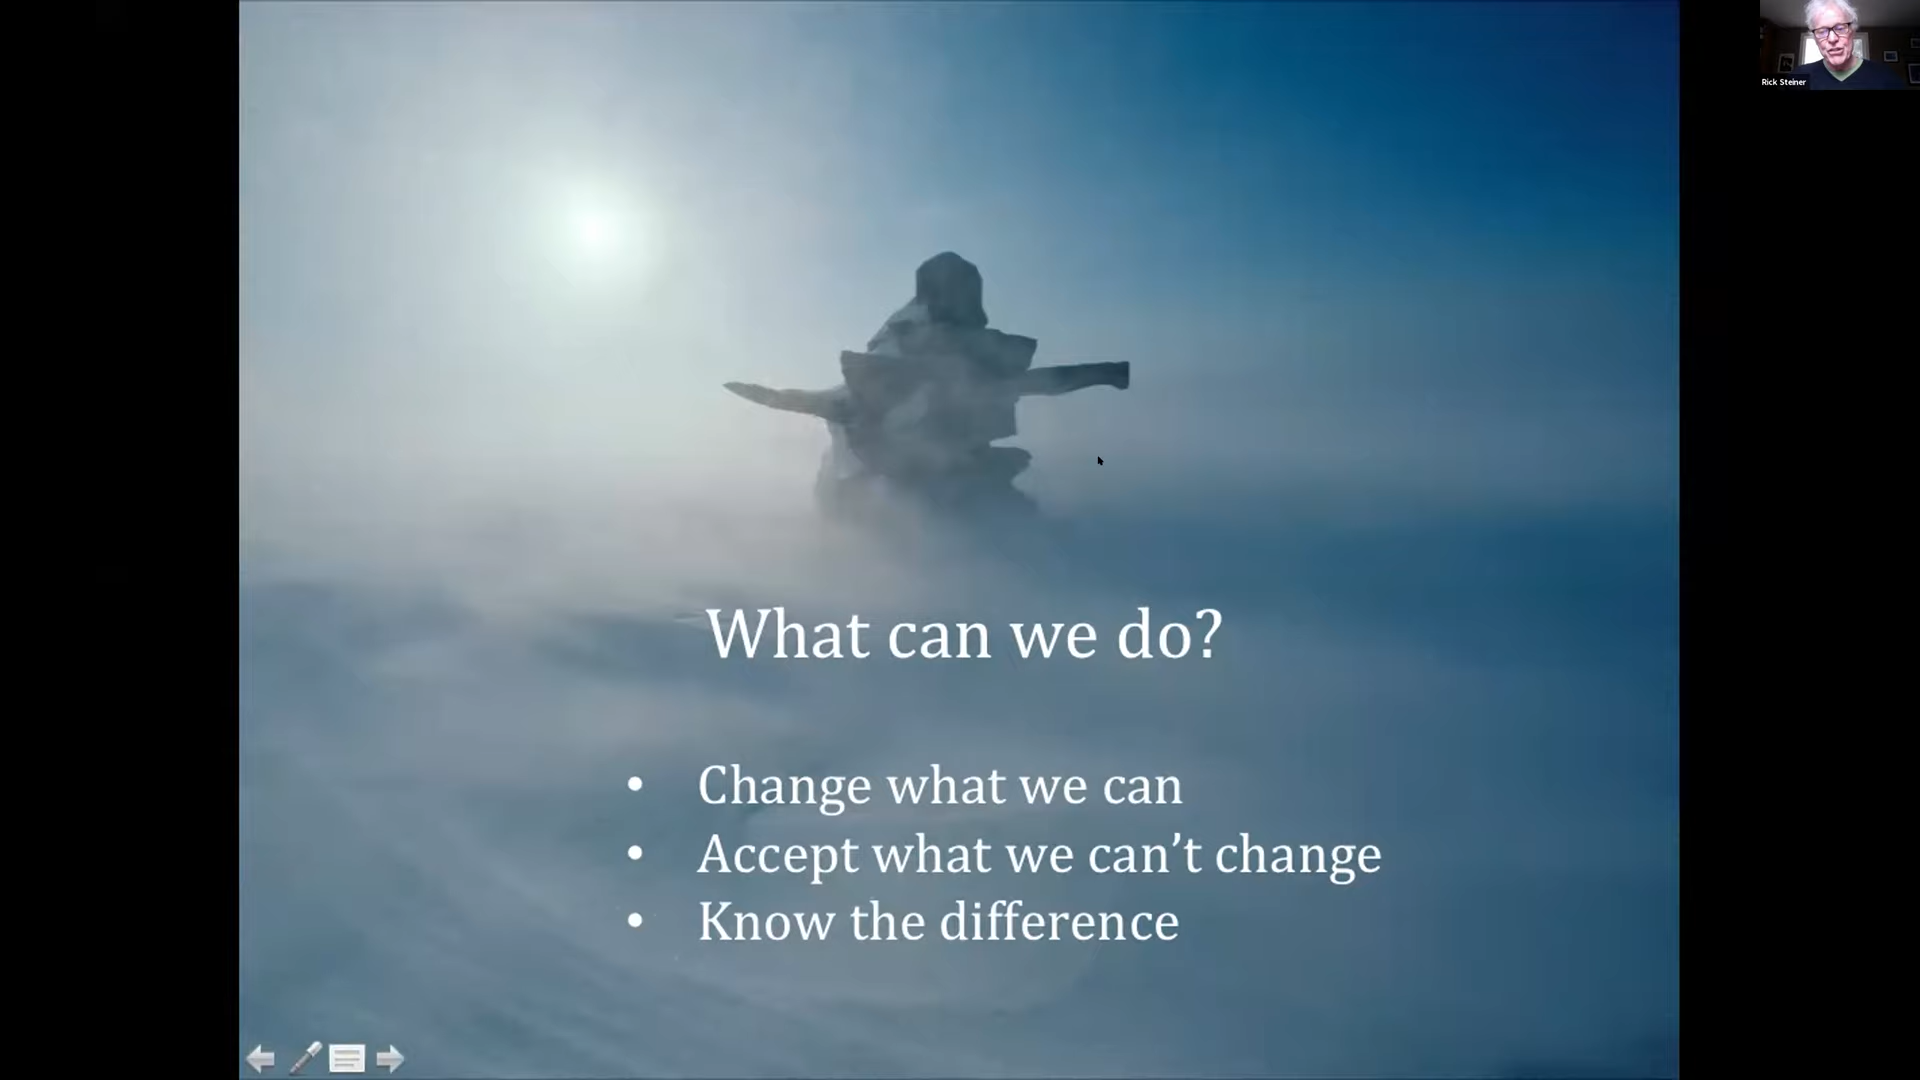 Rick Steiner
What can we do?
• Change what we can
• Accept what we can’t change
• Know the difference